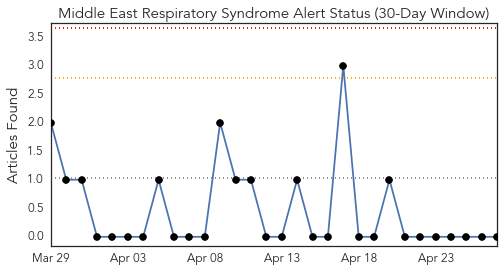 Middle East Respiratory Syndrome Alert Status (30-Day Window)
Articles Found
3.5
3.0
2.5
2.0
1.5
1.0
0.5
0.0
Mar 29 Apr 03 Apr 08 Apr 13 Apr 18 Apr 23